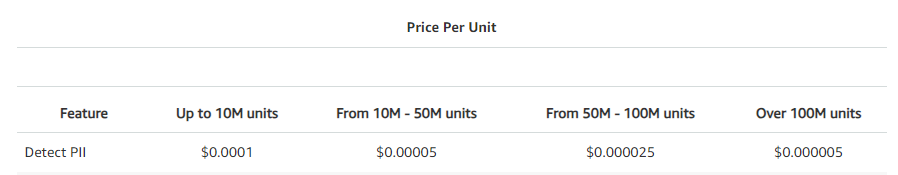 Price Per Unit
Feature Up to 10M units From 10M - 50M units From 50M - 100M units Over 100M units
Detect PII $0.0001 $0.00005 $0.000025 $0.000005